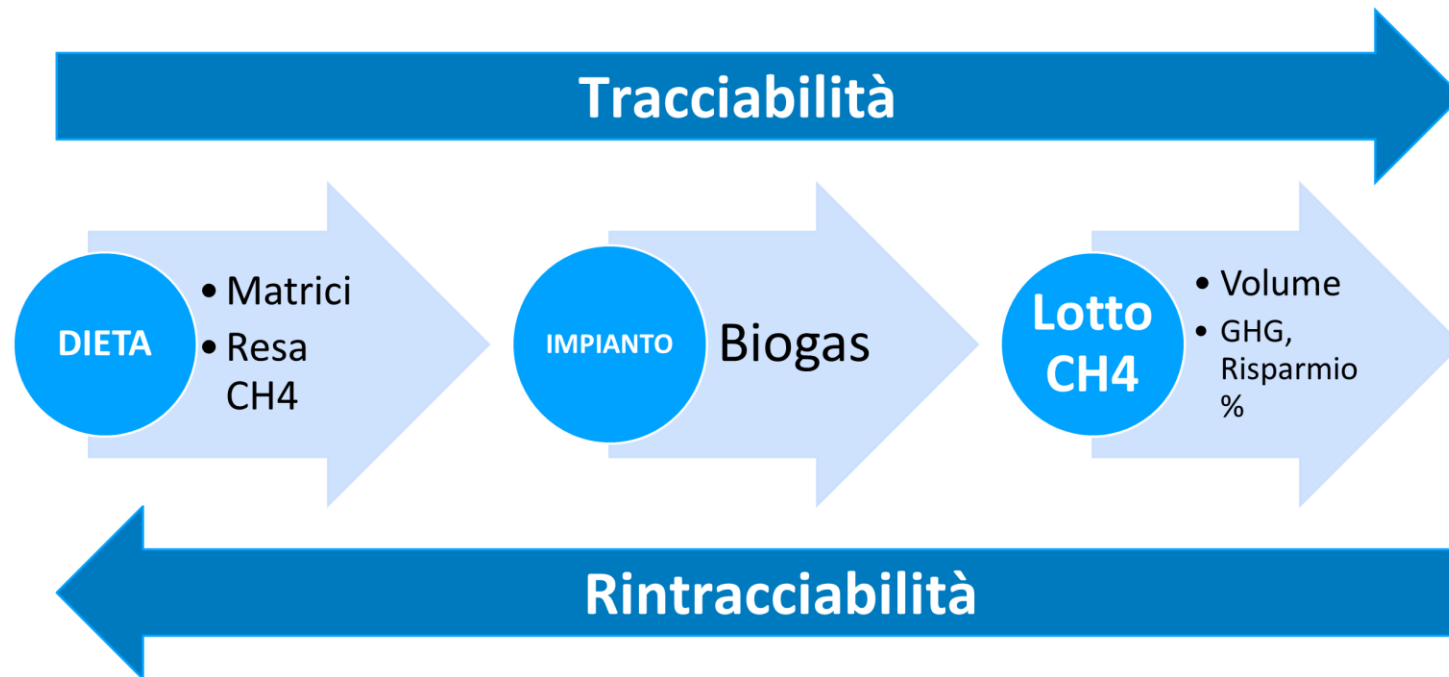 Tracciabilità
DIETA
• Matrici
• Resa
CH4
IMPIANTO
Biogas
Lotto
CH4
• Volume
• GHG,
Risparmio
%
Rintracciabilità